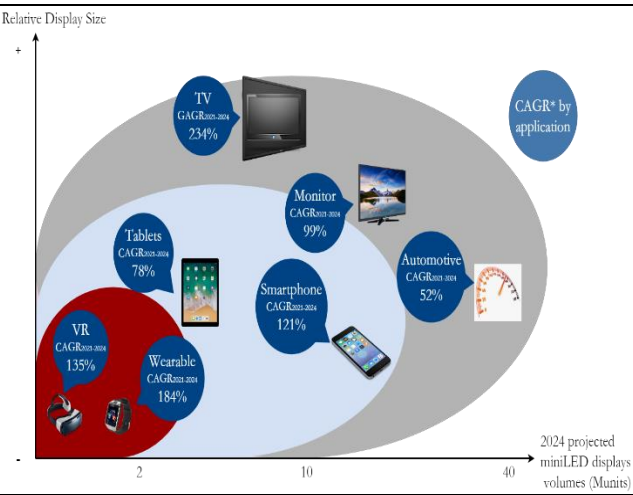 Relative Display Size
+
TV
GAGR2021-2024
234%
CAGR* by
application
Monitor
CAGR2021-2024
99%
Tablets
CAGR2021-2024
78%
Automotive
CAGR2021-2024
52%
Smartphone
CAGR2021-2024
121%
VR
CAGR2021-2024
135%
Wearable
CAGR2021-2024
184%
-
2
10
40
2024 projected
miniLED displays
volumes (Munits)